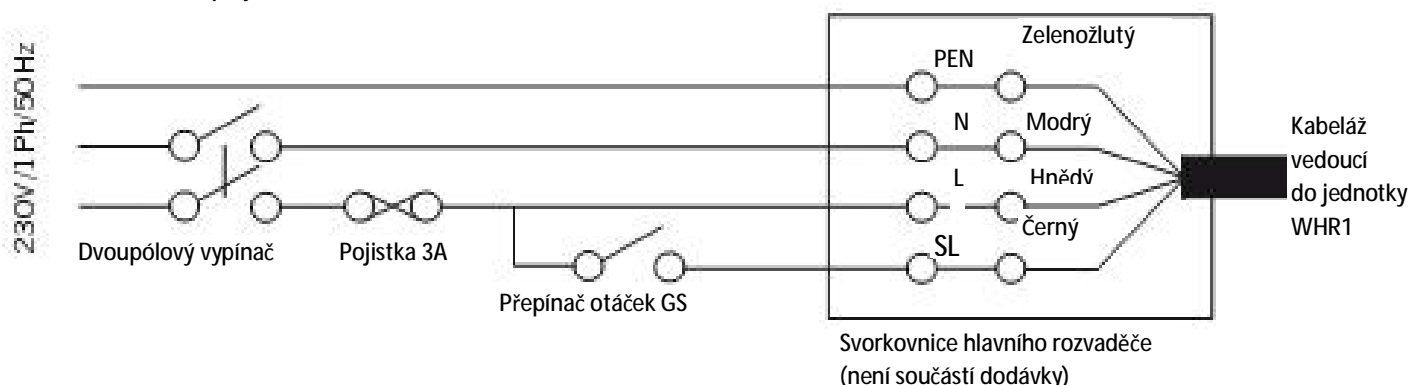 230V/1Ph/50Hz
Zelenožlutý
PEN
N
Modrý
L
Hnědý
Černý
SL
Dvoupólový vypínač
Pojistka 3A
Přepínač otáček GS
Kabeláž
vedoucí
do jednotky
WHR1
Svorkovnice hlavního rozvaděče
(není součástí dodávky)